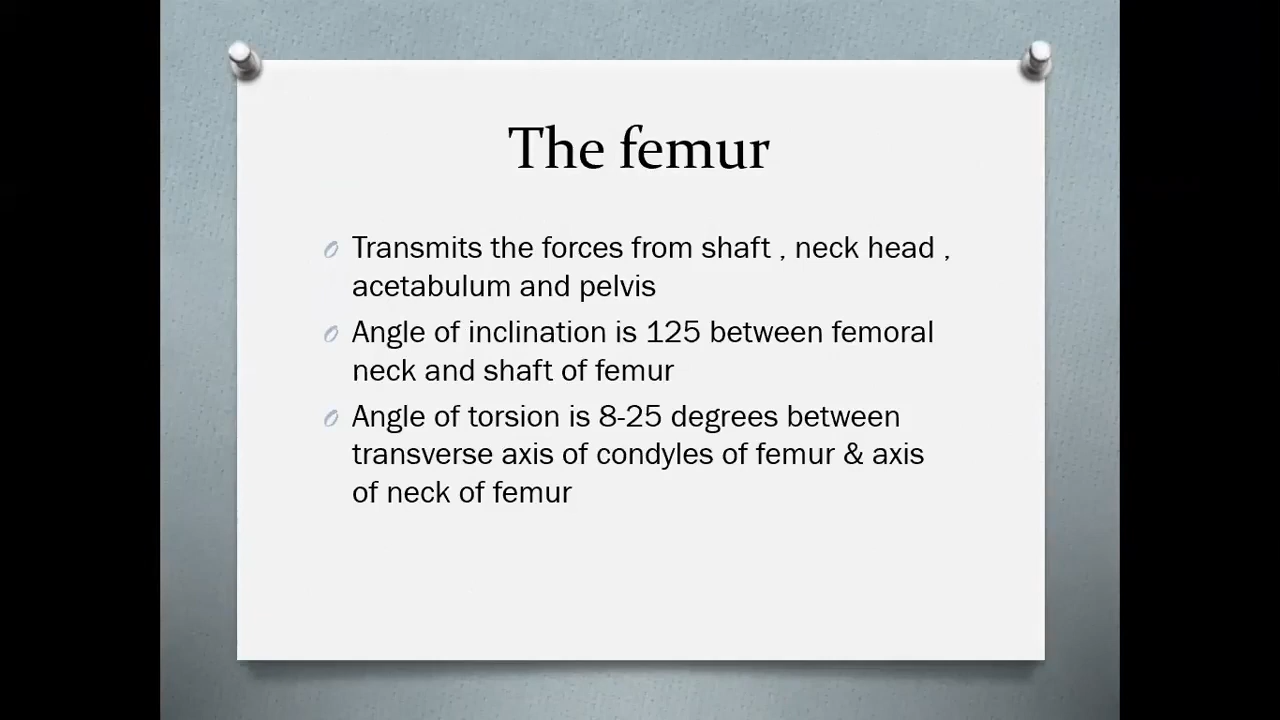 The femur
Transmits the forces from shaft , neck head ,
acetabulum and pelvis
Angle of inclination is 125 between femoral
neck and shaft of femur
Angle of torsion is 8-25 degrees between
transverse axis of condyles of femur & axis
of neck of femur